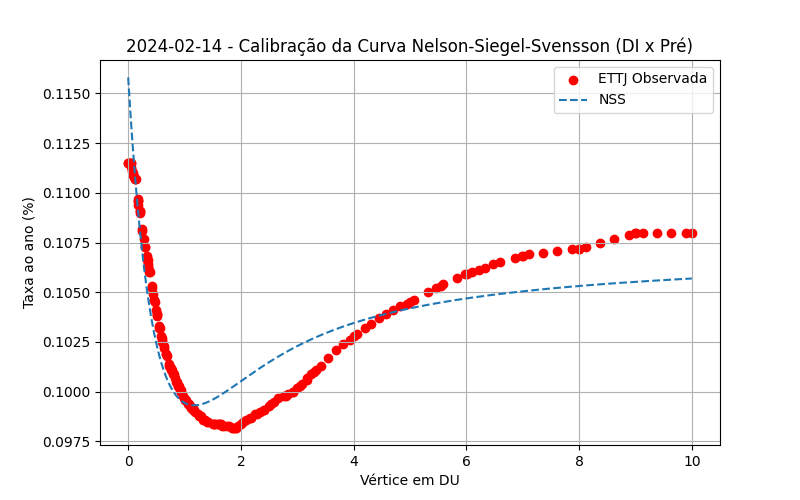 2024-02-14 - Calibração da Curva Nelson-Siegel-Svensson (DI x Pré)
ETTJ Observada
NSS
Taxa ao ano (%)
0.1150
0.1125
0.1100
0.1075
0.1050
0.1025
0.1000
0.0975
0 2 4 6 8 10
Vértice em DU